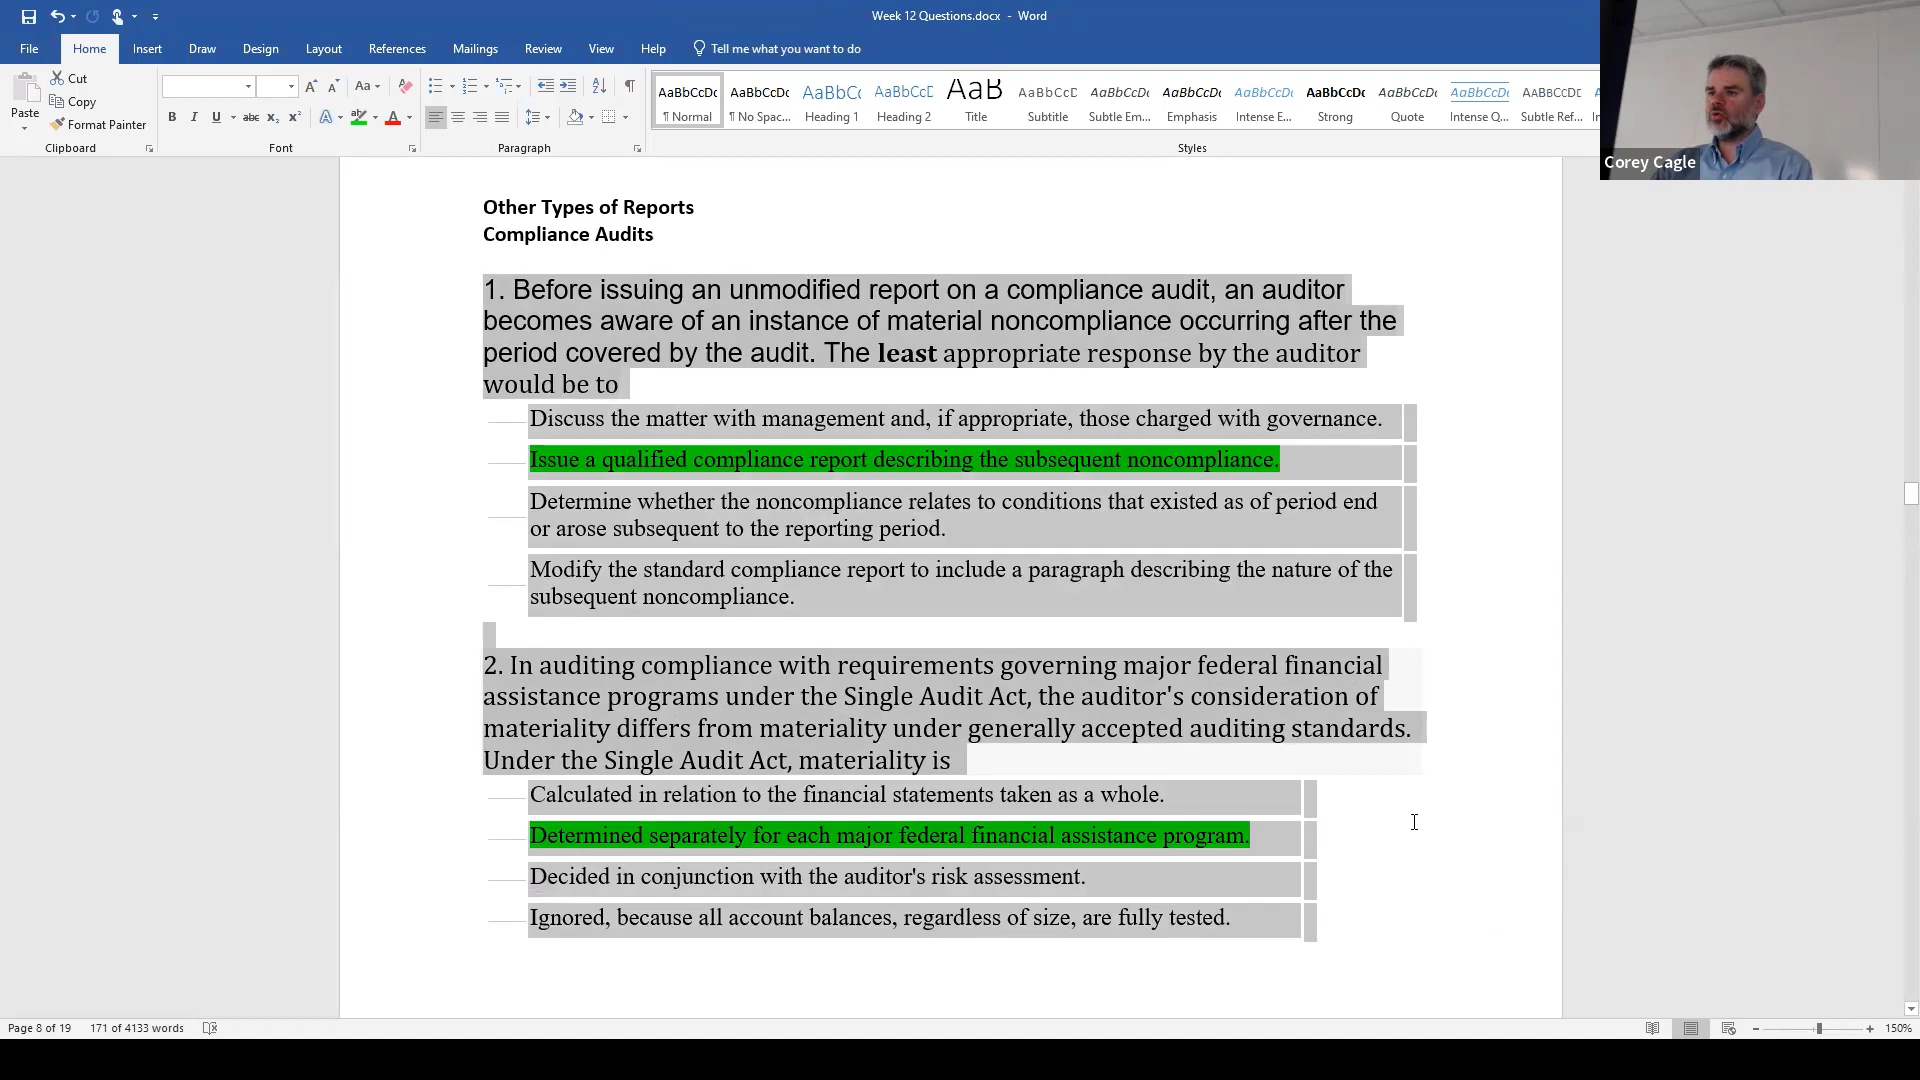 Week 12 Questions.docx - Word
File Home Insert Draw Design Layout References Mailings Review View Help Tell me what you want to do
Paste
Cut
Copy
Format Painter
Clipboard
Font
Paragraph
AaBbCcDc ¶ Normal
AaBbCcDc ¶ No Spac...
AaBbCc Heading 1
AaBbCcD Heading 2
AaB Title
AaBbCcD Subtitle
AaBbCcDc Subtle Em...
AaBbCcDc Emphasis
AaBbCcDc Intense E...
AaBbCcDc Strong
AaBbCcDc Quote
AaBbCcDc Intense Q...
AABBCCDE Subtle Ref...
Styles
Corey Cagle
Other Types of Reports
Compliance Audits
1. Before issuing an unmodified report on a compliance audit, an auditor
becomes aware of an instance of material noncompliance occurring after the
period covered by the audit. The least appropriate response by the auditor
would be to
Discuss the matter with management and, if appropriate, those charged with governance.
Issue a qualified compliance report describing the subsequent noncompliance.
Determine whether the noncompliance relates to conditions that existed as of period end
or arose subsequent to the reporting period.
Modify the standard compliance report to include a paragraph describing the nature of the
subsequent noncompliance.
2. In auditing compliance with requirements governing major federal financial
assistance programs under the Single Audit Act, the auditor's consideration of
materiality differs from materiality under generally accepted auditing standards.
Under the Single Audit Act, materiality is
Calculated in relation to the financial statements taken as a whole.
Determined separately for each major federal financial assistance program.
Decided in conjunction with the auditor's risk assessment.
Ignored, because all account balances, regardless of size, are fully tested.
Page 8 of 19 171 of 4133 words 150%